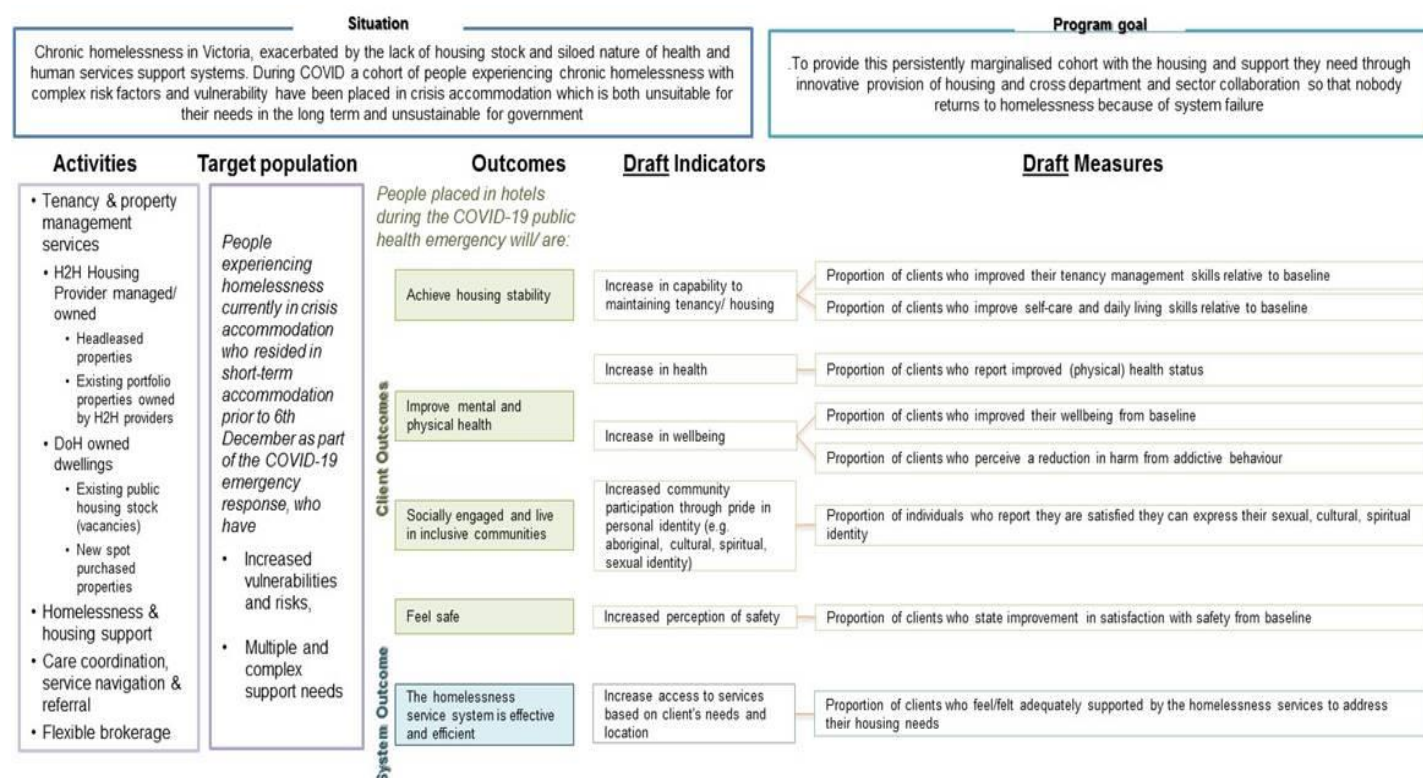 Situation
Chronic homelessness in Victoria, exacerbated by the lack of housing stock and siloed nature of health and
human services support systems. During COVID a cohort of people experiencing chronic homelessness with
complex risk factors and vulnerability have been placed in crisis accommodation which is both unsuitable for
their needs in the long term and unsustainable for government
Program goal
.To provide this persistently marginalised cohort with the housing and support they need through
innovative provision of housing and cross department and sector collaboration so that nobody
returns to homelessness because of system failure
Activities
• Tenancy & property
management
services
• H2H Housing
Provider managed/
owned
• Headleased
properties
• Existing portfolio
properties owned
by H2H providers
• DoH owned
dwellings
• Existing public
housing stock
(vacancies)
• New spot
purchased
properties
• Homelessness &
housing support
• Care coordination,
service navigation &
referral
• Flexible brokerage
Target population
People
experiencing
homelessness
currently in crisis
accommodation
who resided in
short-term
accommodation
prior to 6th
December as part
of the COVID-19
emergency
response, who
have
• Increased
vulnerabilities
and risks,
• Multiple and
complex
support needs
Outcomes
People placed in hotels
during the COVID-19 public
health emergency will/ are:
Client Outcomes
Achieve housing stability
Improve mental and
physical health
Socially engaged and live
in inclusive communities
Feel safe
System Outcome
The homelessness
service system is effective
and efficient
Draft Indicators
Increase in capability to
maintaining tenancy/ housing
Increase in health
Increase in wellbeing
Increased community
participation through pride in
personal identity (e.g.
aboriginal, cultural, spiritual,
sexual identity)
Increased perception of safety
Increase access to services
based on client's needs and
location
Draft Measures
Proportion of clients who improved their tenancy management skills relative to baseline
Proportion of clients who improve self-care and daily living skills relative to baseline
Proportion of clients who report improved (physical) health status
Proportion of clients who improved their wellbeing from baseline
Proportion of clients who perceive a reduction in harm from addictive behaviour
Proportion of individuals who report they are satisfied they can express their sexual, cultural, spiritual
identity
Proportion of clients who state improvement in satisfaction with safety from baseline
Proportion of clients who feel/felt adequately supported by the homelessness services to address
their housing needs